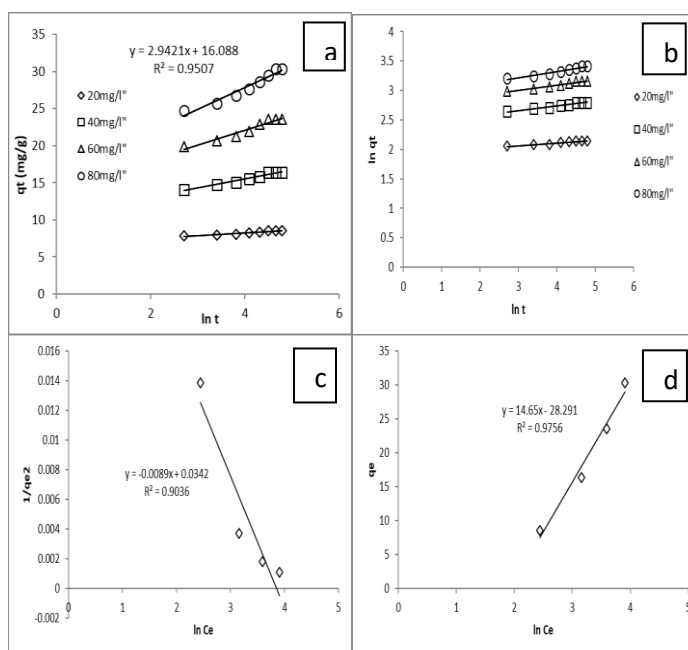 a
y = 2.9421x + 16.088
R² = 0.9507
40
35
30
25
20
15
10
5
0
0
2
4
6
qt (mg/g)
ln t
20mg/l"
40mg/l"
60mg/l"
80mg/l"
b
4
3.5
3
2.5
2
1.5
1
0.5
0
0
1
2
3
4
5
6
ln qt
ln t
20mg/l"
40mg/l"
60mg/l"
80mg/l"
c
0.016
0.014
0.012
0.01
0.008
0.006
0.004
0.002
0
-0.002
0
1
2
3
4
5
1/qe2
y = -0.0089x + 0.0342
R² = 0.9036
ln Ce
d
35
30
25
20
15
10
5
0
0
1
2
3
4
5
qe
y = 14.65x - 28.291
R² = 0.9756
ln Ce